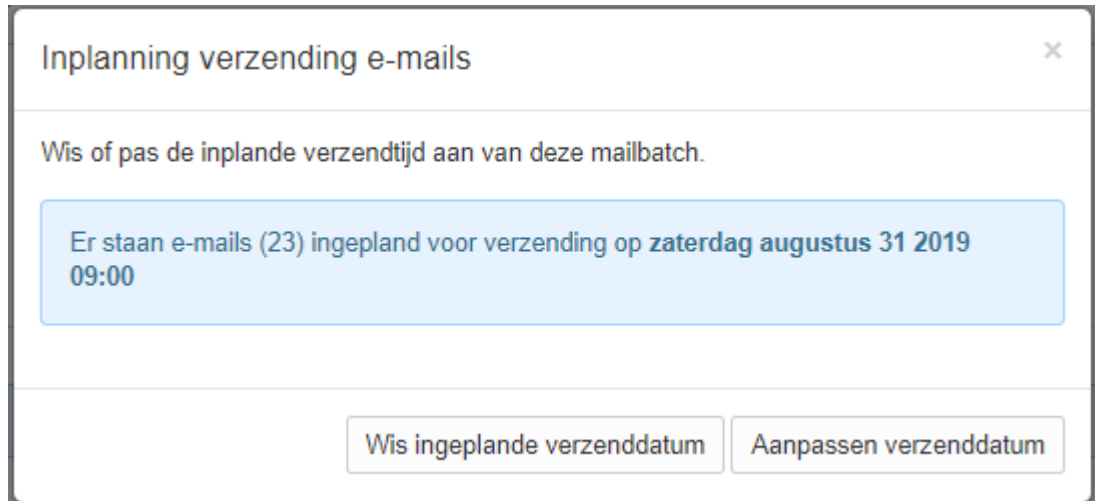 Inplanning verzending e-mails
×
Wis of pas de inplande verzendtijd aan van deze mailbatch.
Er staan e-mails (23) ingepland voor verzending op zaterdag augustus 31 2019
09:00
Wis ingeplande verzenddatum
Aanpassen verzenddatum